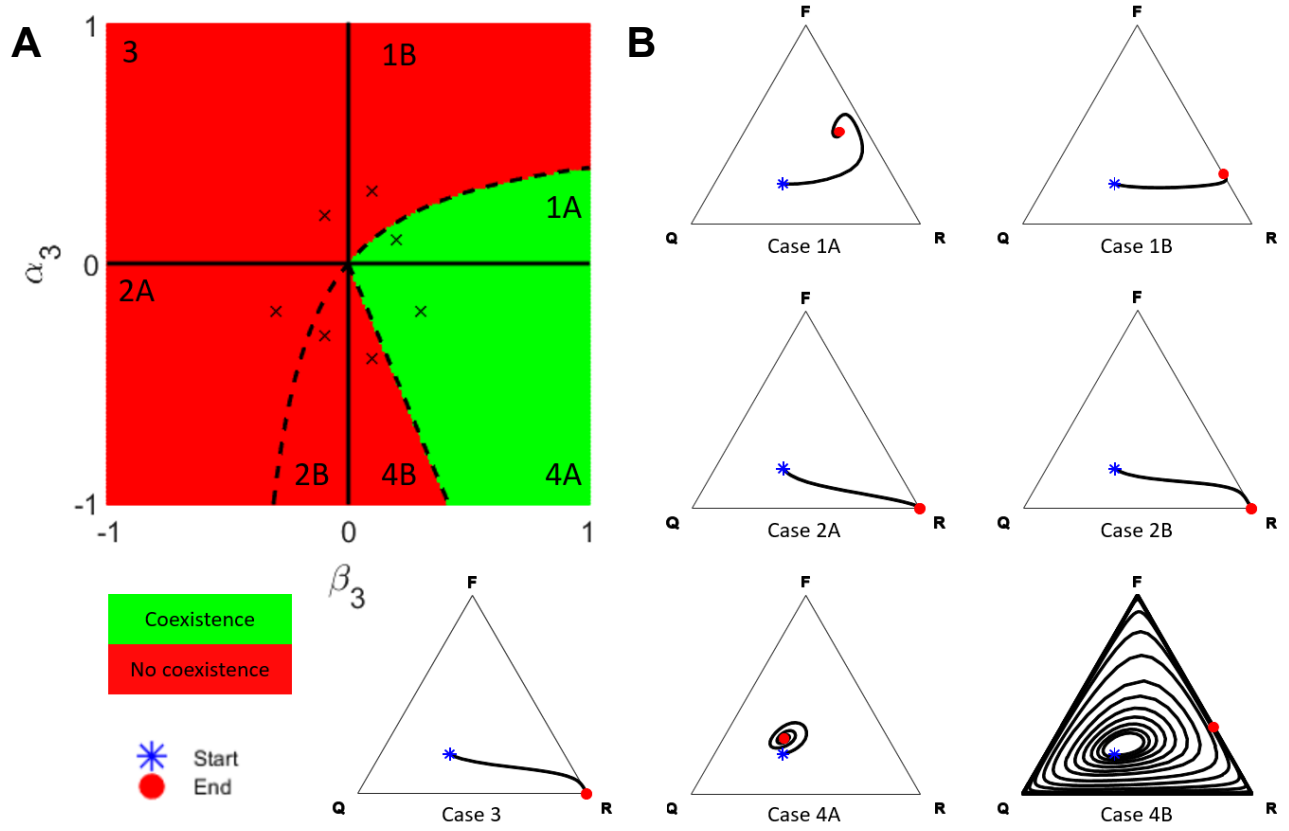 A
B
1
0
-1
α3
3
1B
1A
2A
2B
4B
4A
-1
0
1
β3
Coexistence
No coexistence
Start
End
F
Q
R
Case 1A
F
Q
R
Case 1B
F
Q
R
Case 2A
F
Q
R
Case 2B
F
Q
R
Case 3
F
Q
R
Case 4A
F
Q
R
Case 4B